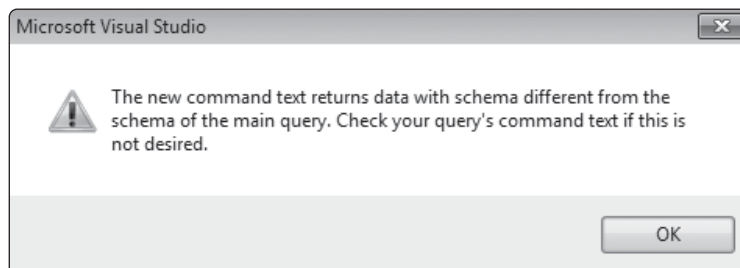 Microsoft Visual Studio
The new command text returns data with schema different from the
schema of the main query. Check your query's command text if this is
not desired.
OK